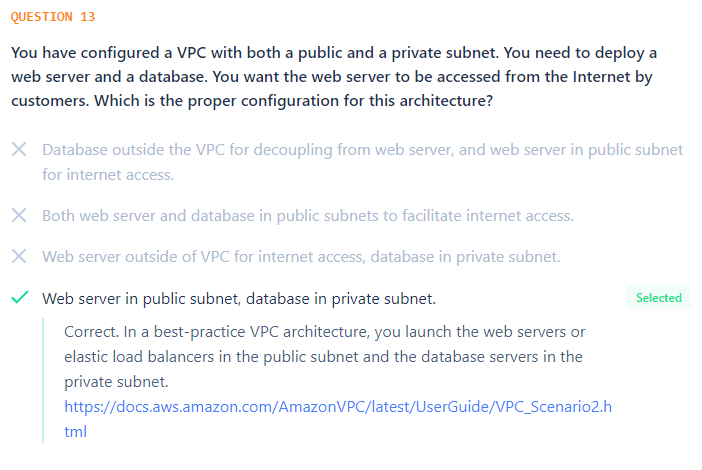 QUESTION 13
You have configured a VPC with both a public and a private subnet. You need to deploy a
web server and a database. You want the web server to be accessed from the Internet by
customers. Which is the proper configuration for this architecture?
Database outside the VPC for decoupling from web server, and web server in public subnet
for internet access.
Both web server and database in public subnets to facilitate internet access.
Web server outside of VPC for internet access, database in private subnet.
Web server in public subnet, database in private subnet.
Selected
Correct. In a best-practice VPC architecture, you launch the web servers or
elastic load balancers in the public subnet and the database servers in the
private subnet.
https://docs.aws.amazon.com/AmazonVPC/latest/UserGuide/VPC_Scenario2.h
tml